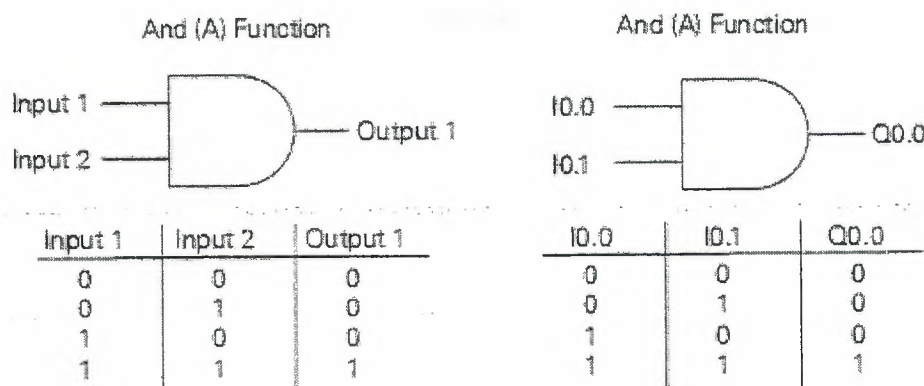 And (A) Function
Input 1
Input 2
Output 1
Input 1 Input 2 Output 1
0 0 0
0 1 0
1 0 0
1 1 1
And (A) Function
I0.0
I0.1
Q0.0
I0.0 I0.1 Q0.0
0 0 0
0 1 0
1 0 0
1 1 1